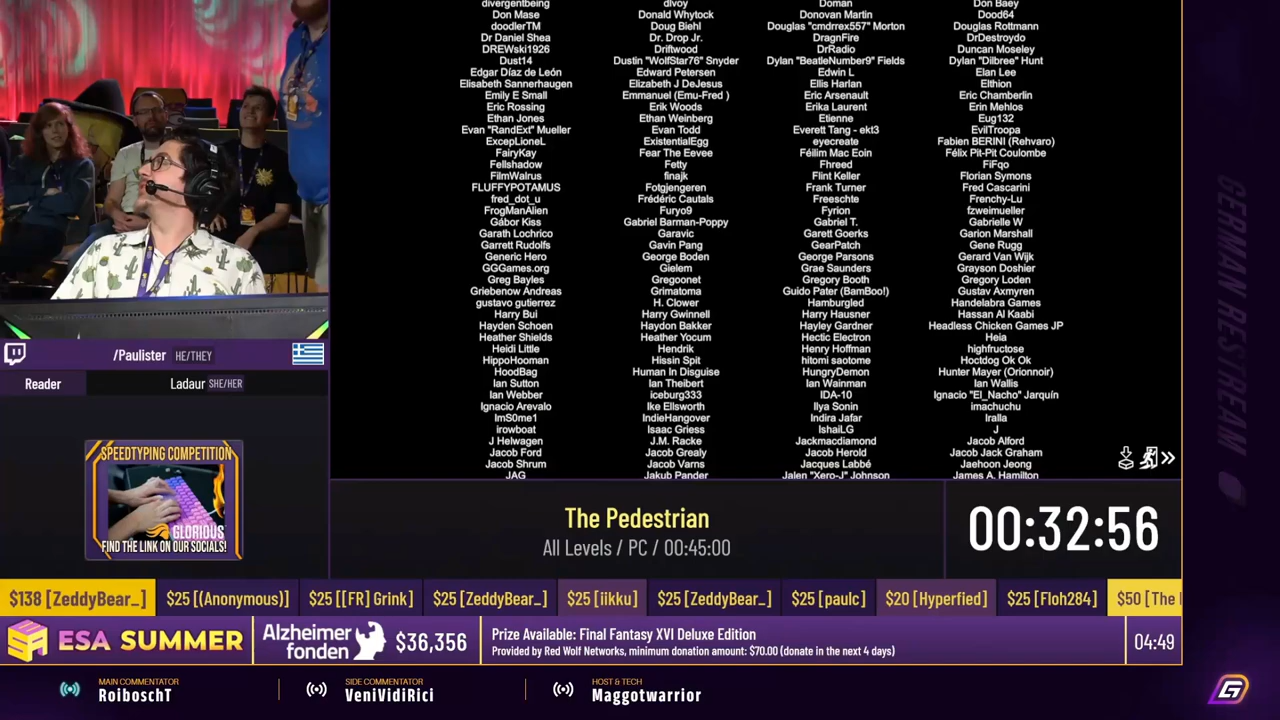 divergentbeing dlvoy Doman Don Baey
Don Mase Donald Whytock Donovan Martin Dood64
doodlerTM Doug Biehl Douglas "cmdrrex557" Morton Douglas Rottmann
Dr Daniel Shea Dr. Drop Jr. DragnFire DrDestroydo
DREWski1926 Driftwood DrRadio Duncan Moseley
Dust14 Dustin "WolfStar76" Snyder Dylan "BeatleNumber9" Fields Dylan "Dilbree" Hunt
Edgar Díaz de León Edward Petersen Edwin L Elan Lee
Elisabeth Sannerhaugen Elizabeth J DeJesus Ellis Harlan Elthion
Emily E Small Emmanuel (Emu-Fred ) Eric Arsenault Eric Chamberlin
Eric Rossing Erik Woods Erika Laurent Erin Mehlos
Ethan Jones Ethan Weinberg Etienne Eug132
Evan "RandExt" Mueller Evan Todd Everett Tang - ekt3 EvilTroopa
ExcepLioneL ExistentialEgg eyecreate Fabien BERINI (Rehvaro)
FairyKay Fear The Eevee Féilim Mac Eoin Félix Pit-Pit Coulombe
Fellshadow Fetty Fhreed FiFqo
FilmWalrus finajk Flint Keller Florian Symons
FLUFFYPOTAMUS Fotgjengeren Frank Turner Fred Cascarini
fred_dot_u Frédéric Cautals Freeschte Frenchy-Lu
FrogManAlien Furyo9 Fyrion fzweimueller
Gábor Kiss Gabriel Barman-Poppy Gabriel T. Gabrielle W.
Garath Lochrico Garavic Garett Goerks Garion Marshall
Garrett Rudolfs Gavin Pang GearPatch Gene Rugg
Generic Hero George Boden George Parsons Gerard Van Wijk
GGGames.org Gielem Grae Saunders Grayson Doshier
Greg Bayles Gregoonet Gregory Booth Gregory Loden
Griebenow Andreas Grimatoma Guido Pater (BamBoo!) Gustav Axmyren
gustavo gutierrez H. Clower Hamburgled Handelabra Games
Harry Bui Harry Gwinnell Harry Hausner Hassan Al Kaabi
Hayden Schoen Haydon Bakker Hayley Gardner Headless Chicken Games JP
Heather Shields Heather Yocum Hectic Electron Heia
Heidi Little Hendrik Henry Hoffman highfructose
HippoHooman Hissin Spit hitomi saotome Hoctdog Ok Ok
HoodBag Human In Disguise HungryDemon Hunter Mayer (Orionnoir)
Ian Sutton Ian Theibert Ian Wainman Ian Wallis
Ian Webber iceburg333 IDA-10 Ignacio "El_Nacho" Jarquín
Ignacio Arevalo Ike Ellsworth Ilya Sonin imachuchu
ImS0me1 IndieHangover Indira Jafar Iralla
irowboat Isaac Griess IshaiLG J
J Helwagen J.M. Racke Jackmacdiamond Jacob Alford
Jacob Ford Jacob Grealy Jacob Herold Jacob Jack Graham
Jacob Shrum Jacob Varns Jacques Labbé Jaehoon Jeong
JAG Jakub Pander Jalen "Xero-J" Johnson James A. Hamilton
/Paulister HE/THEY
Reader Ladaur SHE/HER
SPEEDTYPING COMPETITION
GLORIOUS
FIND THE LINK ON OUR SOCIALS!
The Pedestrian
All Levels / PC / 00:45:00
00:32:56
$138 [ZeddyBear_] $25 [(Anonymous)] $25 [[FR] Grink] $25 [ZeddyBear_] $25 [iikku] $25 [ZeddyBear_] $25 [paulc] $20 [Hyperfied] $25 [Floh284] $50 [The
ESA SUMMER
Alzheimer
fonden
$36,356
Prize Available: Final Fantasy XVI Deluxe Edition
Provided by Red Wolf Networks, minimum donation amount: $70.00 (donate in the next 4 days)
04:49
MAIN COMMENTATOR
RoiboschT
SIDE COMMENTATOR
VeniVidiRici
HOST & TECH
Maggotwarrior
GERMAN RESTREAM